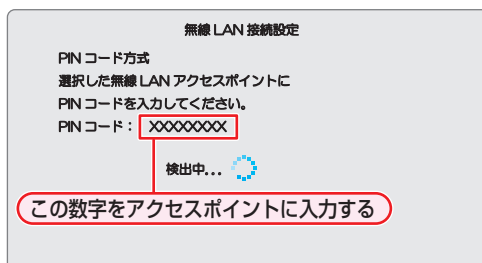 無線 LAN 接続設定
PIN コード方式
選択した無線 LAN アクセスポイントに
PIN コードを入力してください。
PIN コード： XXXXXXXX
検出中...
この数字をアクセスポイントに入力する